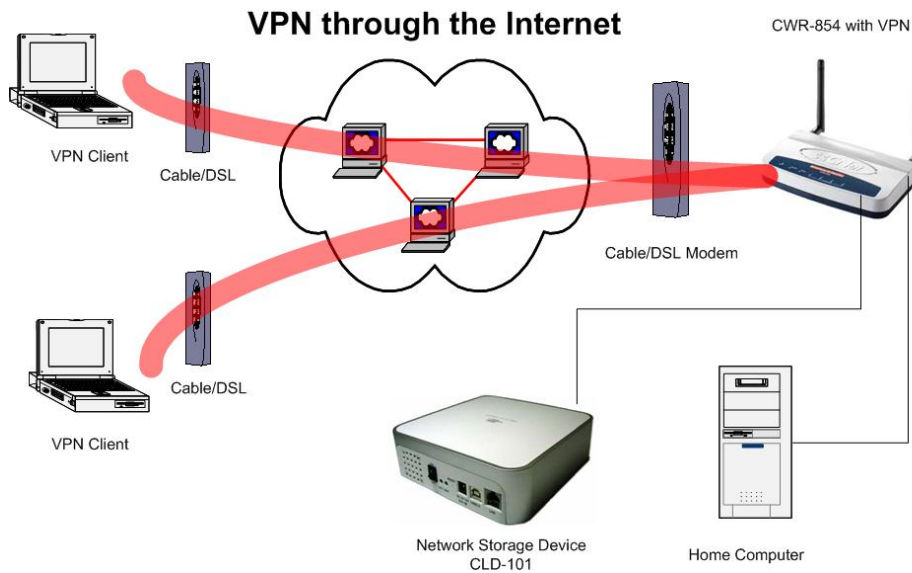 VPN through the Internet
CWR-854 with VPN
VPN Client
Cable/DSL
Cable/DSL Modem
Cable/DSL
VPN Client
Network Storage Device
CLD-101
Home Computer